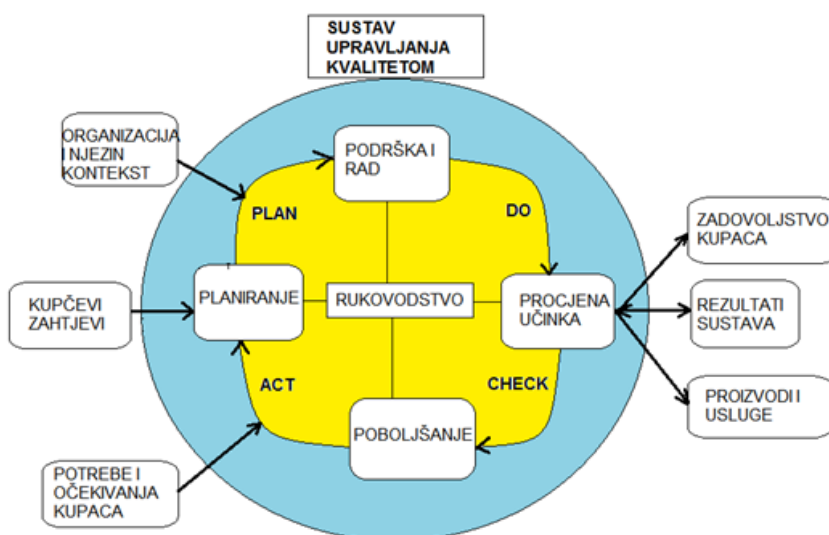 SUSTAV
UPRAVLJANJA
KVALITETOM
ORGANIZACIJA
I NJEZIN
KONTEKST
PODRŠKA I
RAD
PLAN
DO
ZADOVOLJSTVO
KUPACA
KUPČEVI
ZAHTJEVI
PLANIRANJE
RUKOVODSTVO
PROCJENA
UČINKA
REZULTATI
SUSTAVA
ACT
CHECK
PROIZVODI I
USLUGE
POBOLJŠANJE
POTREBE I
OČEKIVANJA
KUPACA